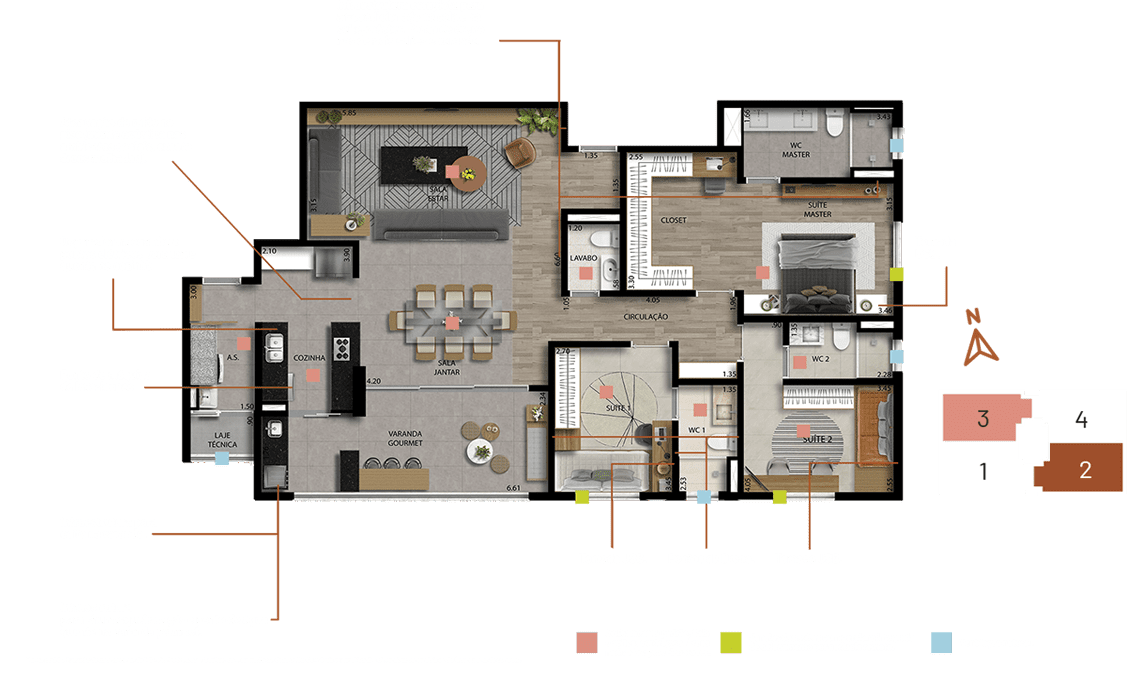 5.85
1.66
3.43
WC
MASTER
1.35
2.55
1.35
SALA
ESTAR
3.15
SUÍTE
MASTER
3.15
CLOSET
1.20
LAVABO
2.10
3.90
6.60
3.30
3.00
1.05
4.05
1.96
3.46
CIRCULAÇÃO
.90
1.35
A.S.
COZINHA
SALA
JANTAR
2.70
WC 2
1.35
2.28
4.20
1.50
.90
2.34
SUÍTE 1
1.35
3.45
LAJE
TÉCNICA
VARANDA
GOURMET
WC 1
SUÍTE 2
6.61
3.45
2.53
4.05
2.55
N
3
4
1
2